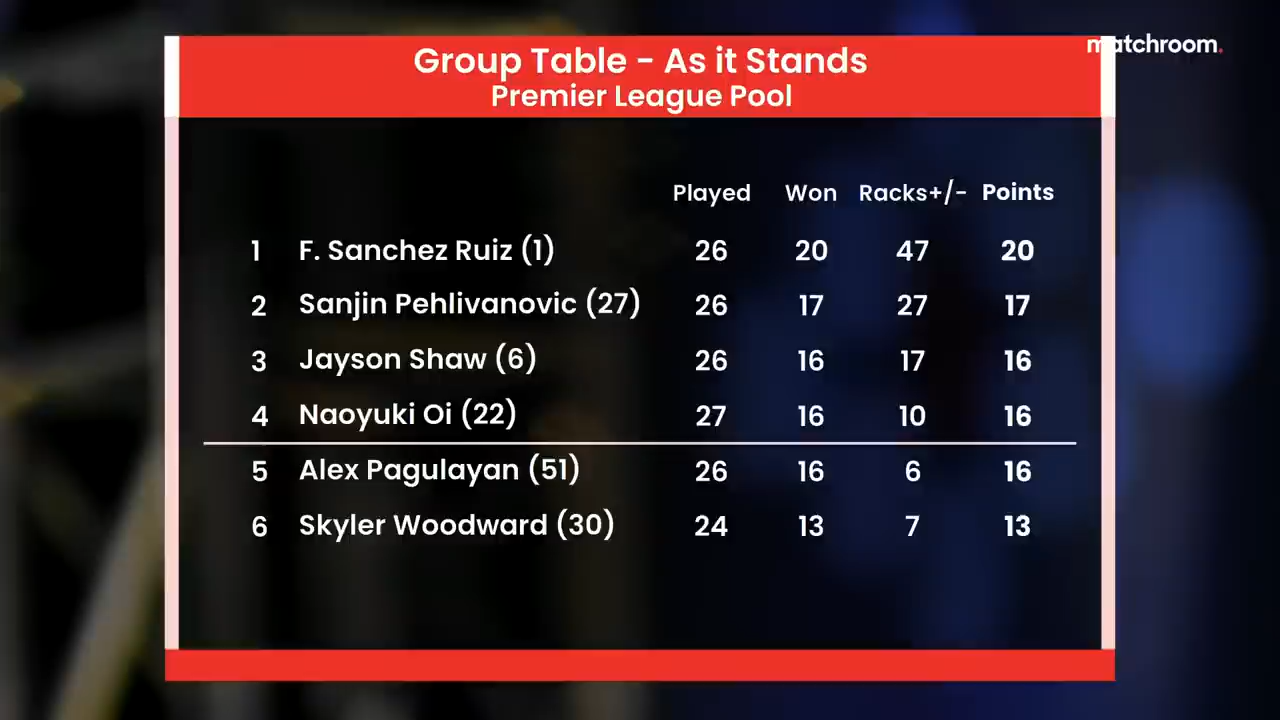 matchroom.
Group Table - As it Stands
Premier League Pool
Played Won Racks+/- Points
1 F. Sanchez Ruiz (1) 26 20 47 20
2 Sanjin Pehlivanovic (27) 26 17 27 17
3 Jayson Shaw (6) 26 16 17 16
4 Naoyuki Oi (22) 27 16 10 16
5 Alex Pagulayan (51) 26 16 6 16
6 Skyler Woodward (30) 24 13 7 13